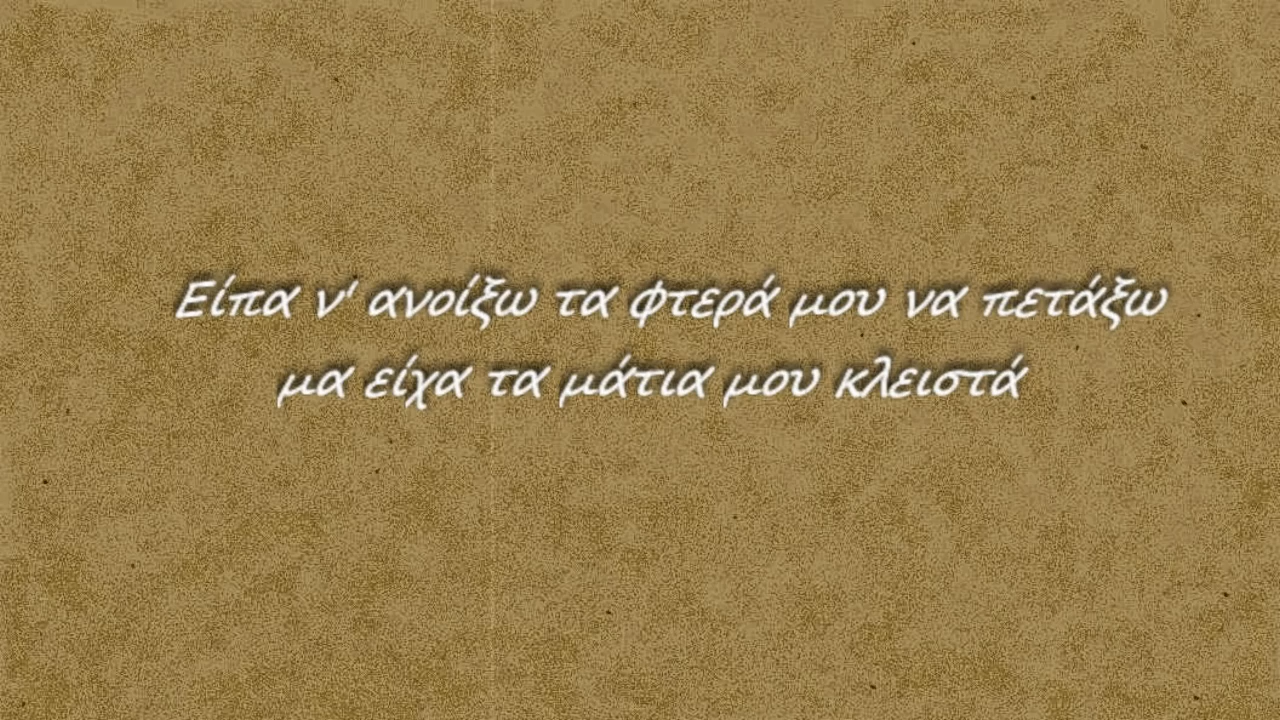 Είπα ν' ανοίξω τα φτερά μου να πετάξω
μα είχα τα μάτια μου κλειστά